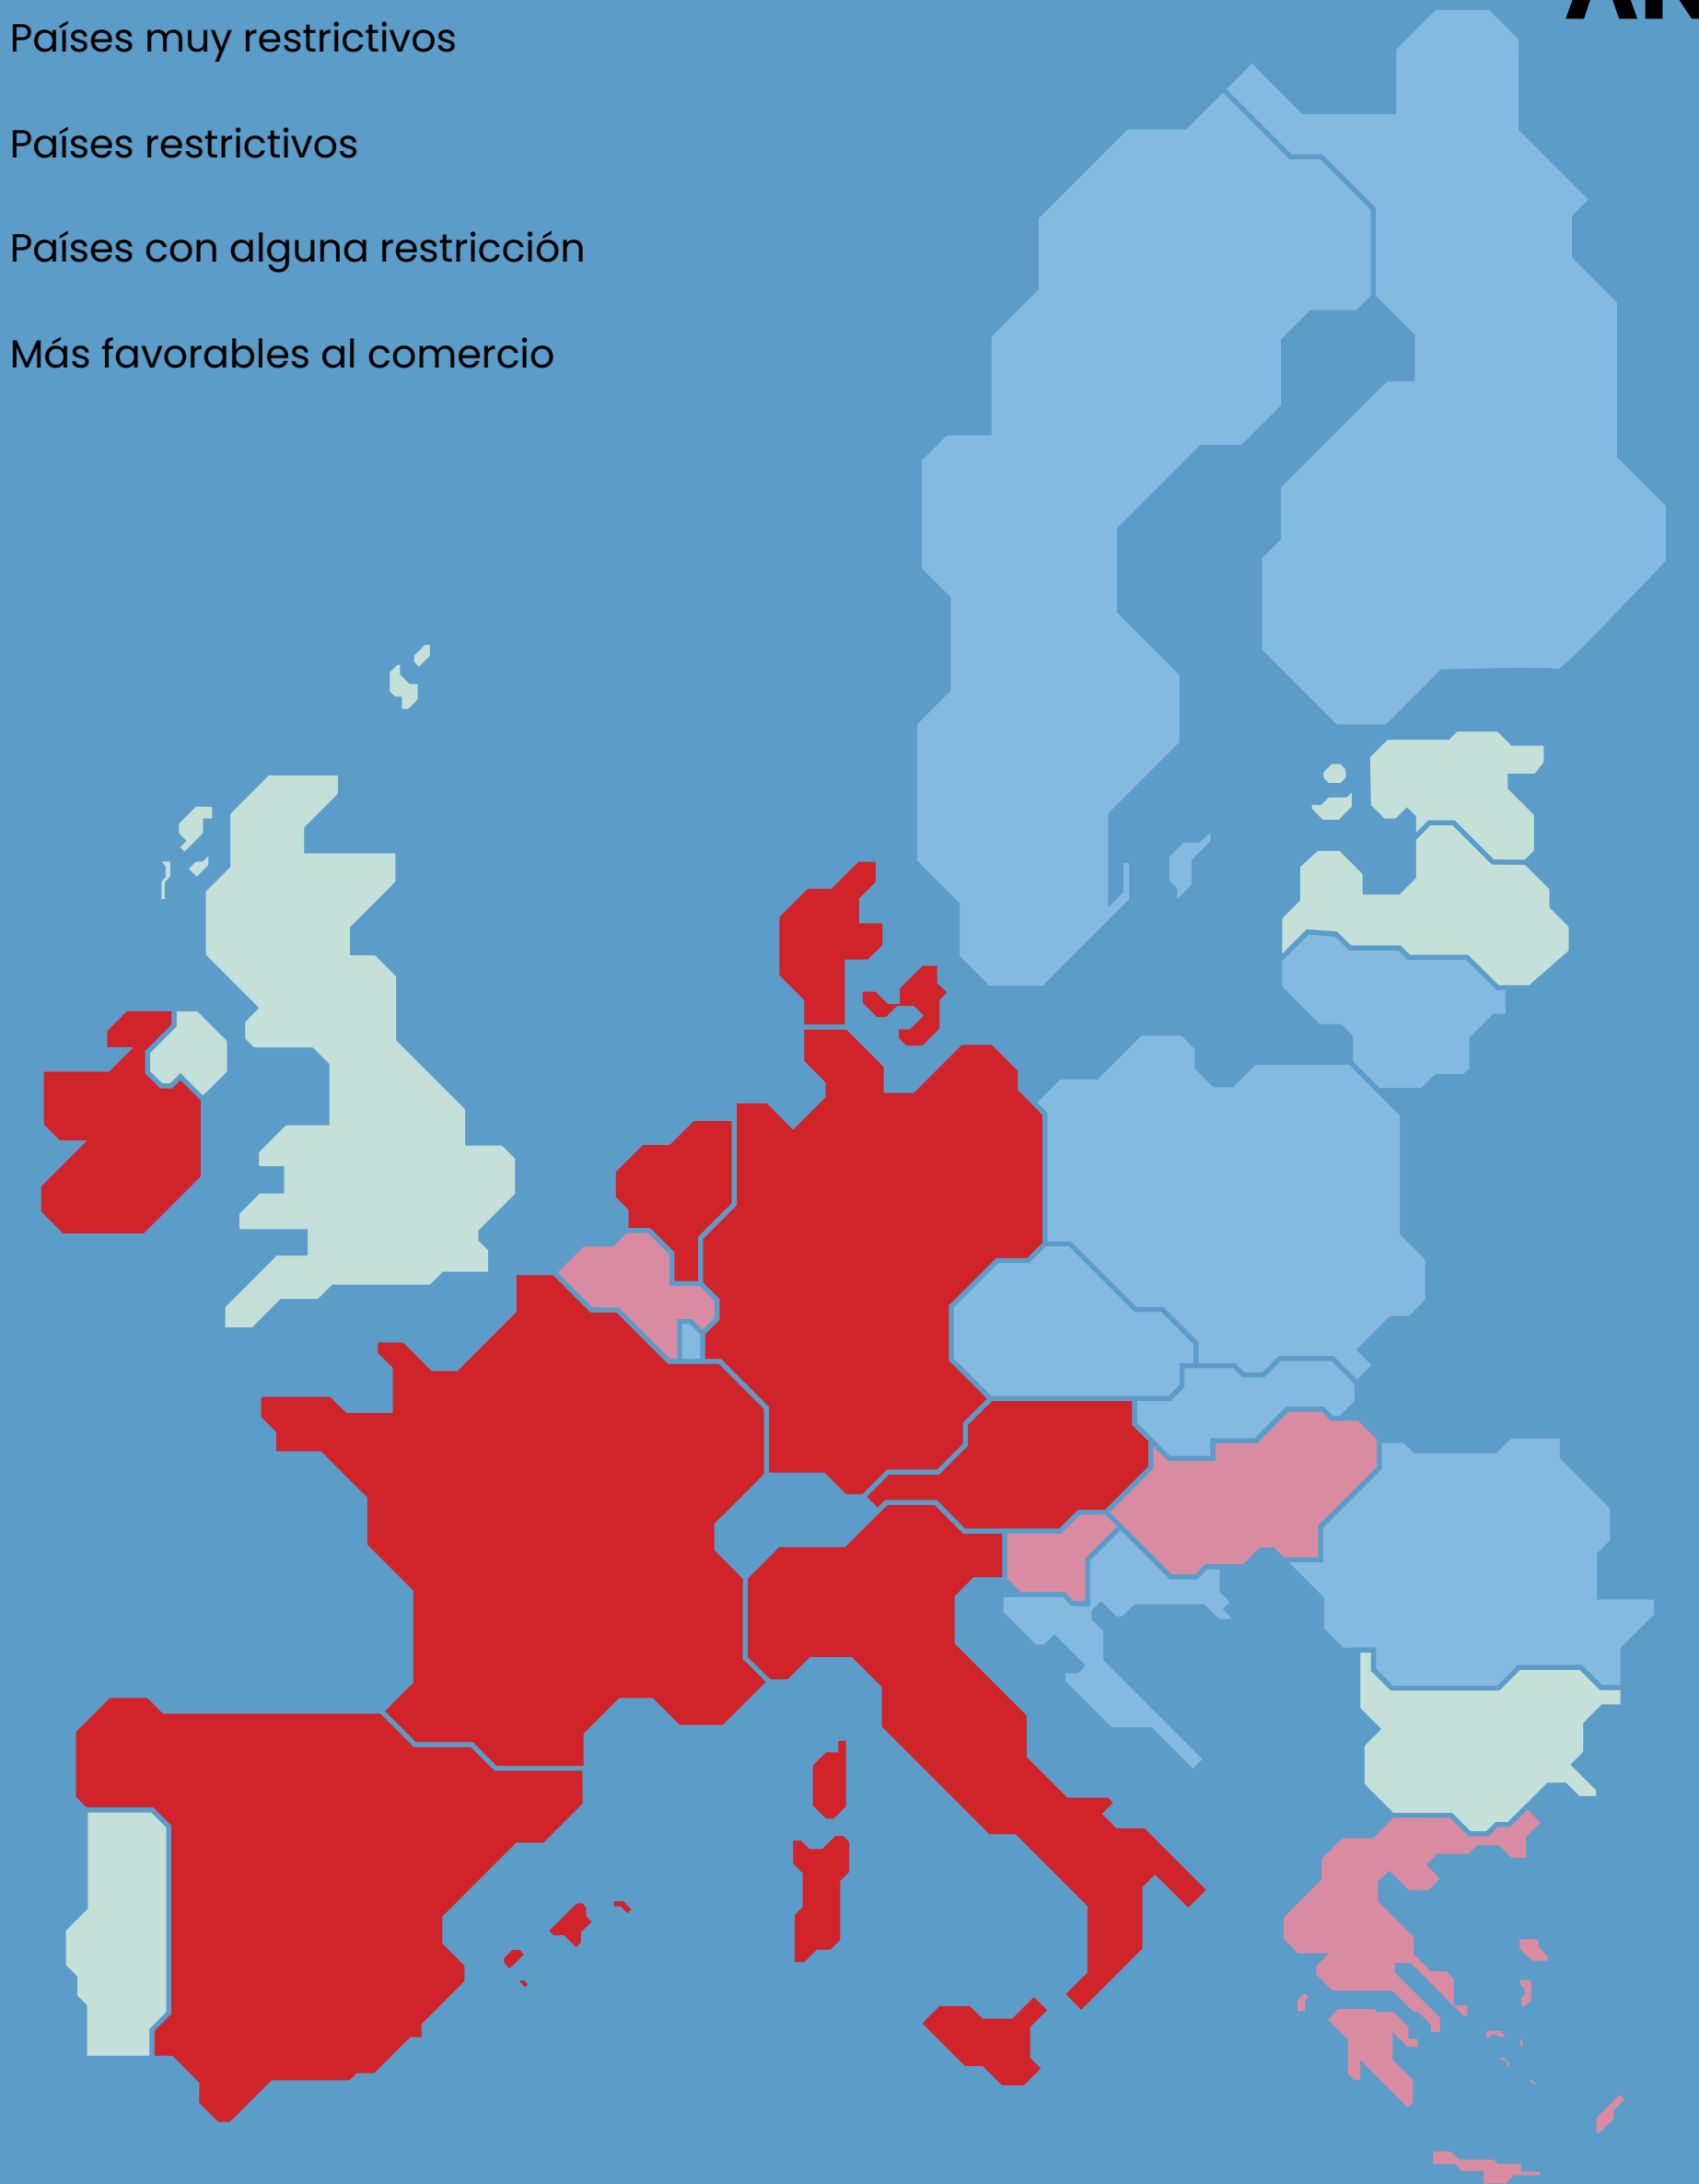 Países muy restrictivos
Países restrictivos
Países con alguna restricción
Más favorables al comercio